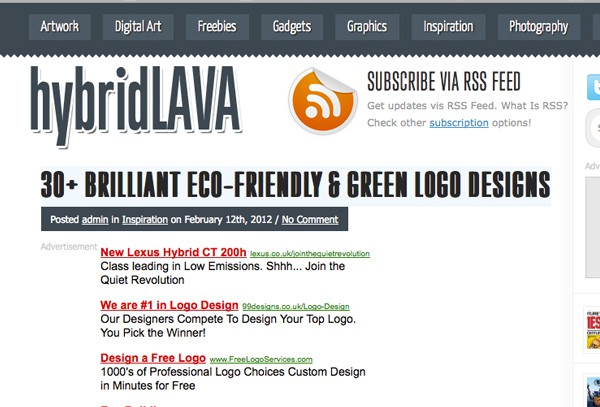 Artwork
Digital Art
Freebies
Gadgets
Graphics
Inspiration
Photography
hybridLAVA
SUBSCRIBE VIA RSS FEED
Get updates via RSS Feed. What Is RSS?
Check other subscription options!
30+ BRILLIANT ECO-FRIENDLY & GREEN LOGO DESIGNS
Posted admin in Inspiration on February 12th, 2012 / No Comment
Advertisement
New Lexus Hybrid CT 200h lexus.co.uk/jointhequietrevolution
Class leading in Low Emissions. Shhh... Join the
Quiet Revolution
We are #1 in Logo Design 99designs.co.uk/Logo-Design
Our Designers Compete To Design Your Top Logo.
You Pick the Winner!
Design a Free Logo www.FreeLogoServices.com
1000's of Professional Logo Choices Custom Design
in Minutes for Free